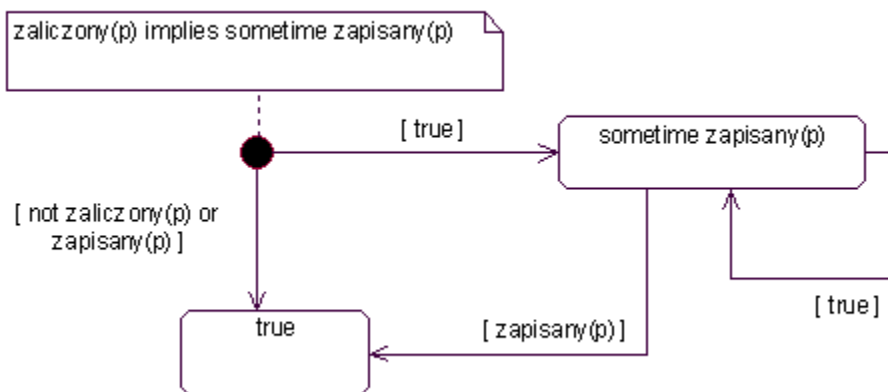 zaliczony(p) implies sometime zapisany(p)
[ true ]
sometime zapisany(p)
[ not zaliczony(p) or
zapisany(p) ]
[ true ]
true
[ zapisany(p) ]